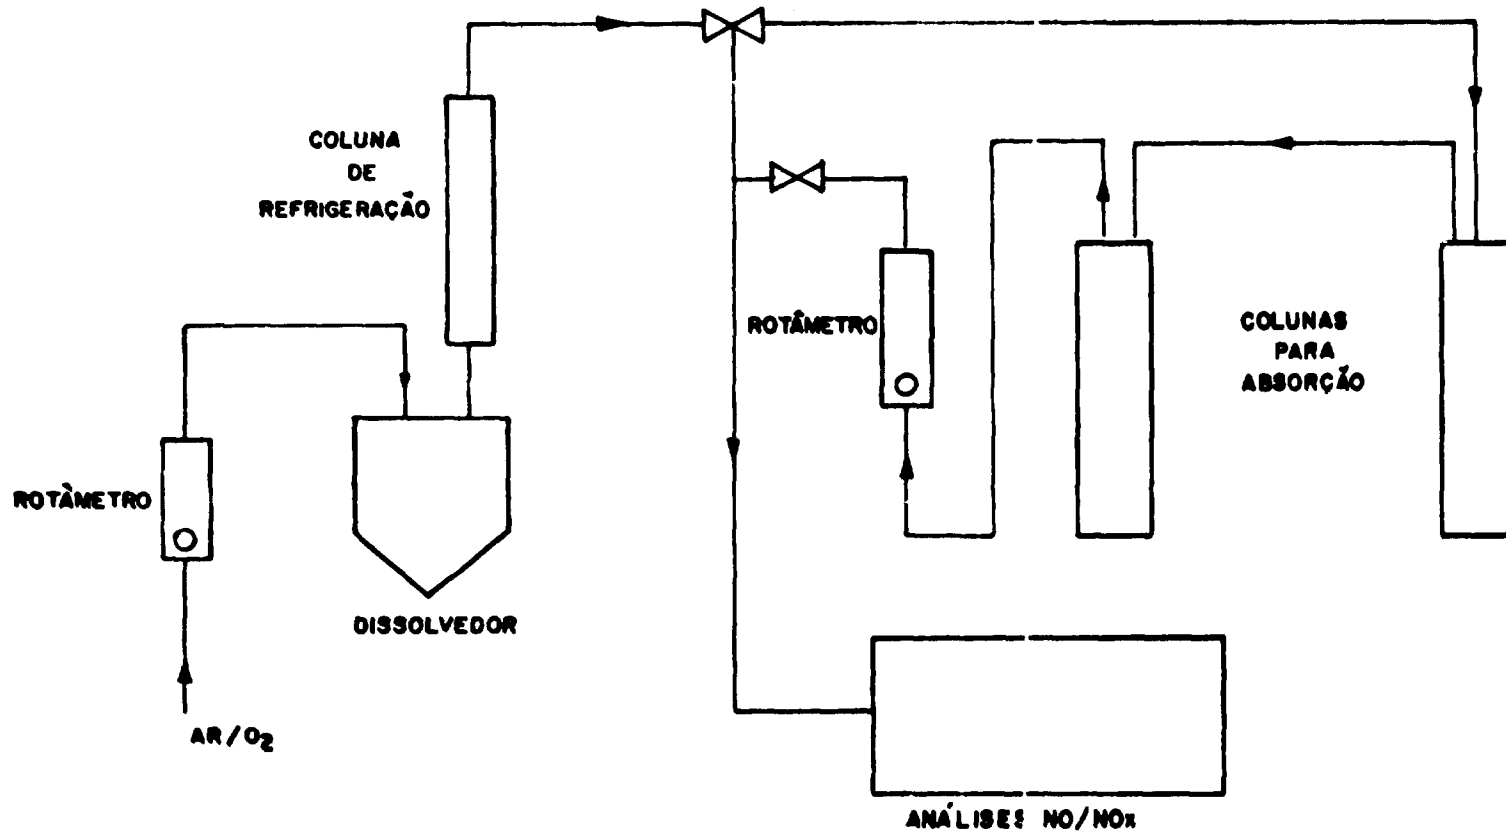 COLUNA
DE
REFRIGERAÇÃO
ROTÂMETRO
COLUNAS
PARA
ABSORÇÃO
ROTÂMETRO
DISSOLVEDOR
AR/O2
ANÁLISES NO/NOx